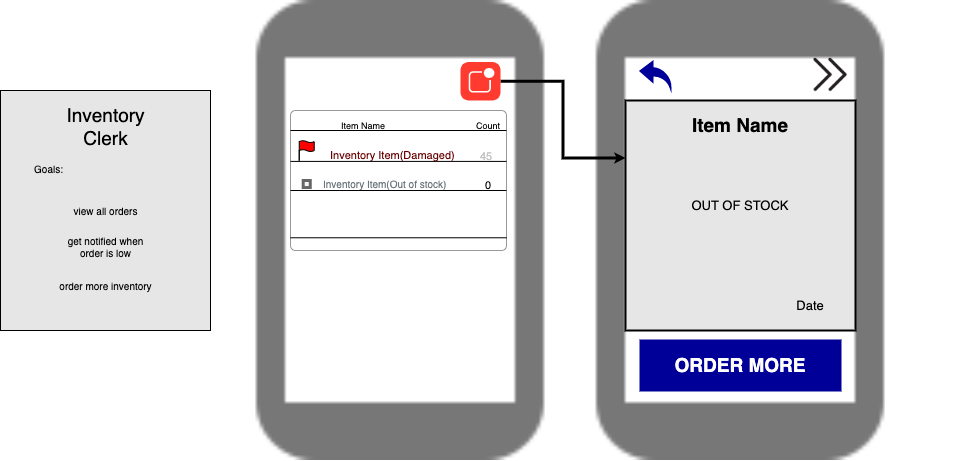 Inventory
Clerk
Goals:
view all orders
get notified when
order is low
order more inventory
Item Name Count
Inventory Item(Damaged) 45
Inventory Item(Out of stock) 0
Item Name
OUT OF STOCK
Date
ORDER MORE